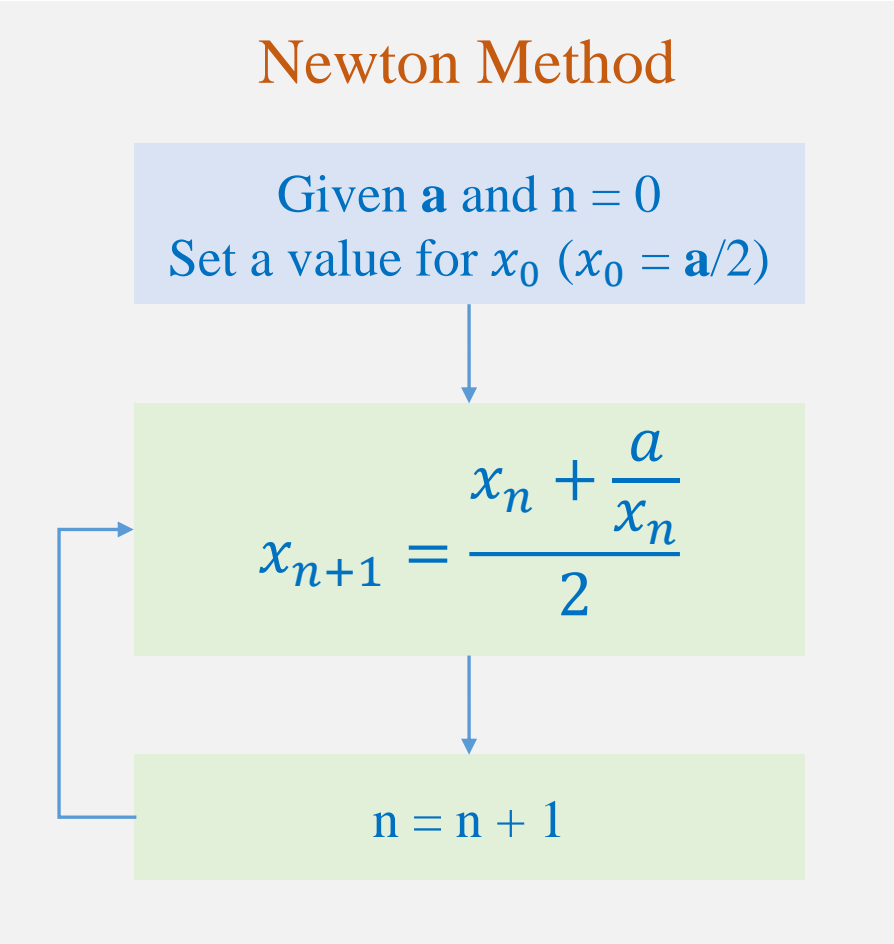 Newton Method
Given a and n = 0
Set a value for x₀ (x₀ = a/2)
xₙ₊₁ = (xₙ + a/xₙ)/2
n = n + 1